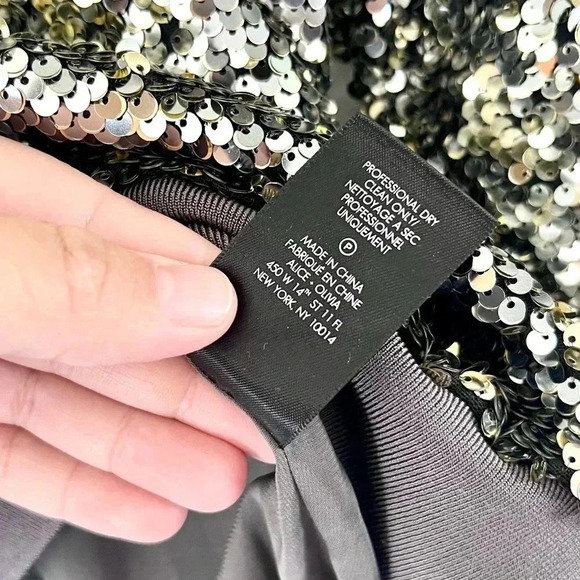 PROFESSIONAL DRY
CLEAN ONLY/
NETTOYAGE A SEC
PROFESSIONNEL
UNIQUEMENT
P
MADE IN CHINA
FABRIQUE EN CHINE
ALICE + OLIVIA
450 W 14TH ST 11 FL
NEW YORK, NY 10014